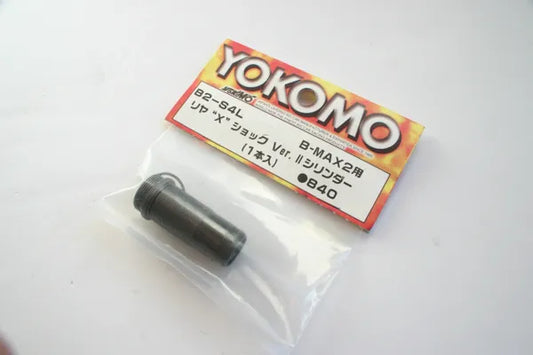 YOKOMO
YOKOMO
B2-S4L B-MAX2用
リヤ "X" ショック Ver. IIシリンダー
(1本入) ●840